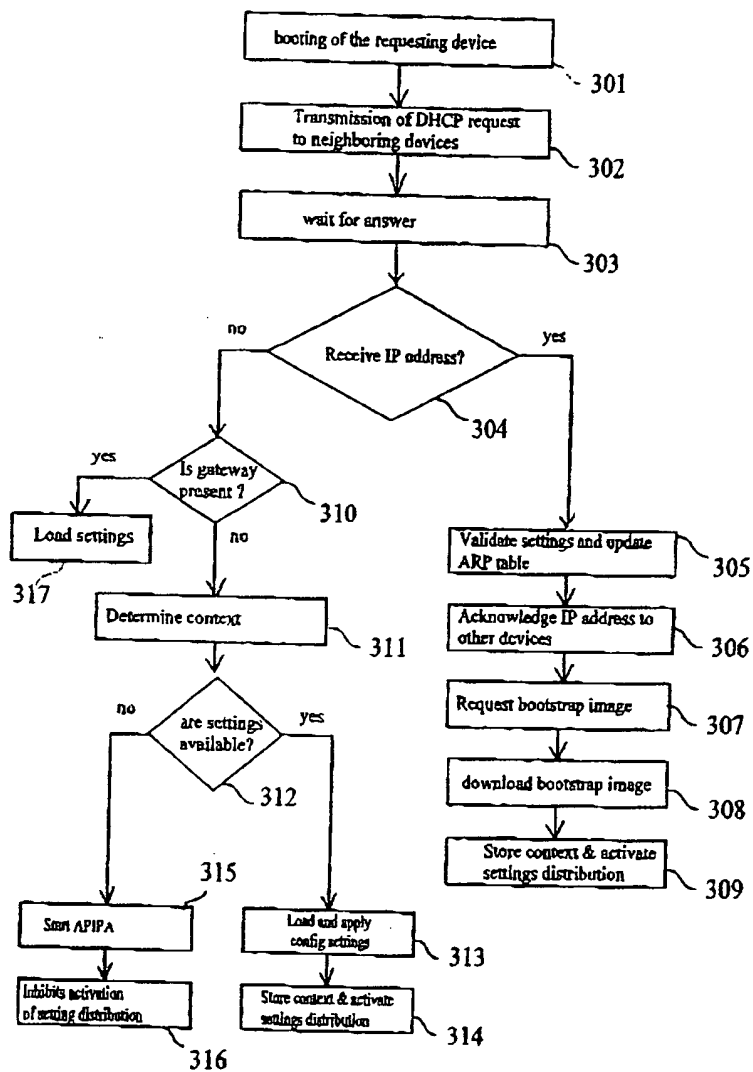 booting of the requesting device
301
Transmission of DHCP request
to neighboring devices
302
wait for answer
303
no
yes
Receive IP address?
304
yes
Is gateway
present ?
310
Load settings
317
no
Validate settings and update
ARP table
305
Determine context
311
Acknowledge IP address to
other devices
306
no
are settings
available?
yes
312
Request bootstrap image
307
download bootstrap image
308
Store context & activate
settings distribution
309
315
Start APIPA
Load and apply
config settings
313
Inhibits activation
of setting distribution
316
Store context & activate
settings distribution
314